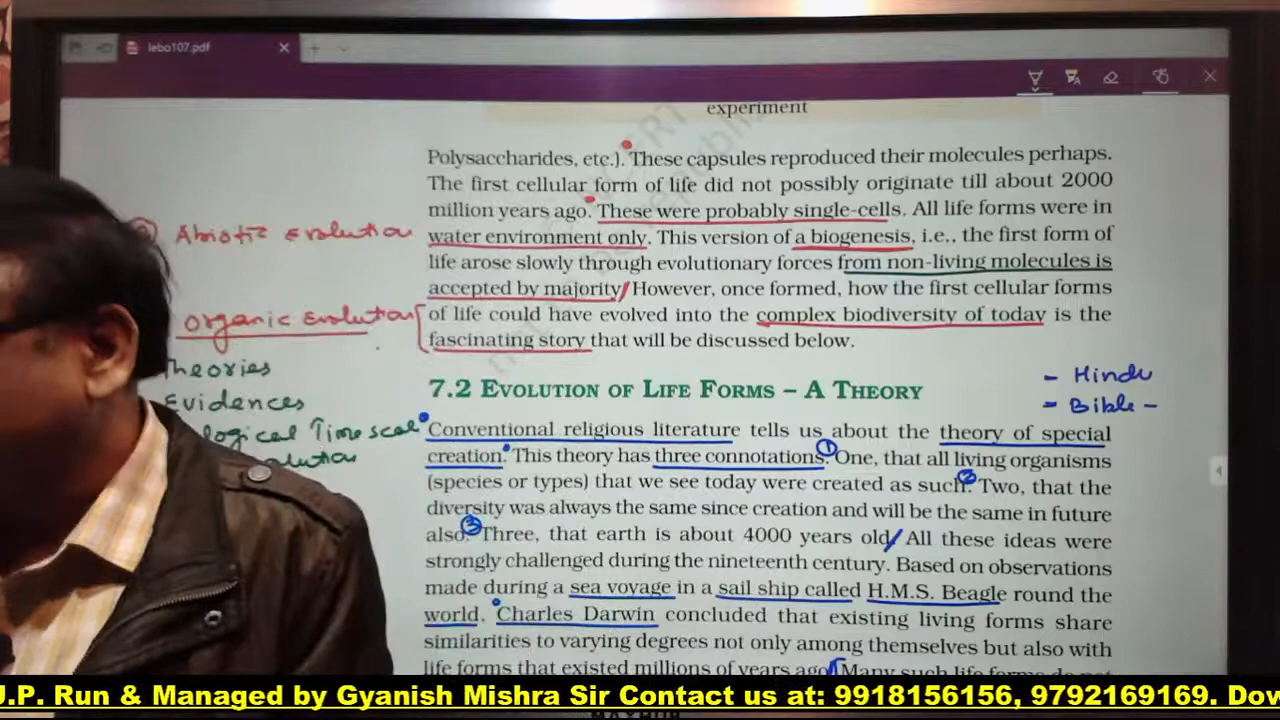 lebo107.pdf
experiment
Polysaccharides, etc.). These capsules reproduced their molecules perhaps.
The first cellular form of life did not possibly originate till about 2000
million years ago. These were probably single-cells. All life forms were in
water environment only. This version of a biogenesis, i.e., the first form of
life arose slowly through evolutionary forces from non-living molecules is
accepted by majority. However, once formed, how the first cellular forms
of life could have evolved into the complex biodiversity of today is the
fascinating story that will be discussed below.
Abiotic Evolution
Organic Evolution
Theories
Evidences
logical Time scale
olution
7.2 EVOLUTION OF LIFE FORMS – A THEORY
- Hindu
- Bible -
Conventional religious literature tells us about the theory of special
creation. This theory has three connotations. One, that all living organisms
(species or types) that we see today were created as such. Two, that the
diversity was always the same since creation and will be the same in future
also. Three, that earth is about 4000 years old. All these ideas were
strongly challenged during the nineteenth century. Based on observations
made during a sea voyage in a sail ship called H.M.S. Beagle round the
world, Charles Darwin concluded that existing living forms share
similarities to varying degrees not only among themselves but also with
life forms that existed millions of years ago. Many such life forms do not
1
2
3
J.P. Run & Managed by Gyanish Mishra Sir Contact us at: 9918156156, 9792169169. Dow